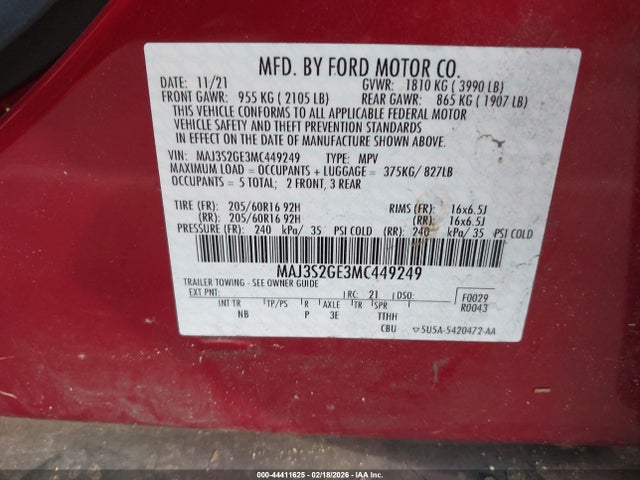 MFD. BY FORD MOTOR CO.
DATE: 11/21 GVWR: 1810 KG ( 3990 LB)
FRONT GAWR: 955 KG ( 2105 LB) REAR GAWR: 865 KG ( 1907 LB)
THIS VEHICLE CONFORMS TO ALL APPLICABLE FEDERAL MOTOR
VEHICLE SAFETY AND THEFT PREVENTION STANDARDS
IN EFFECT ON THE DATE OF MANUFACTURE SHOWN ABOVE.
VIN: MAJ3S2GE3MC449249 TYPE: MPV
MAXIMUM LOAD = OCCUPANTS + LUGGAGE = 375KG/ 827LB
OCCUPANTS = 5 TOTAL; 2 FRONT, 3 REAR
TIRE (FR): 205/60R16 92H RIMS (FR): 16x6.5J
(RR): 205/60R16 92H (RR): 16x6.5J
PRESSURE (FR): 240 kPa/ 35 PSI COLD (RR): 240 kPa/ 35 PSI COLD
MAJ3S2GE3MC449249
TRAILER TOWING - SEE OWNER GUIDE
EXT PNT: RC: 21 DSO: F0029
INT TR TP/PS R AXLE TR SPR R0043
NB P 3E TTHH
CBU 5U5A-5420472-AA
000-44411625 - 02/18/2026 - COPART - IAAI.COM